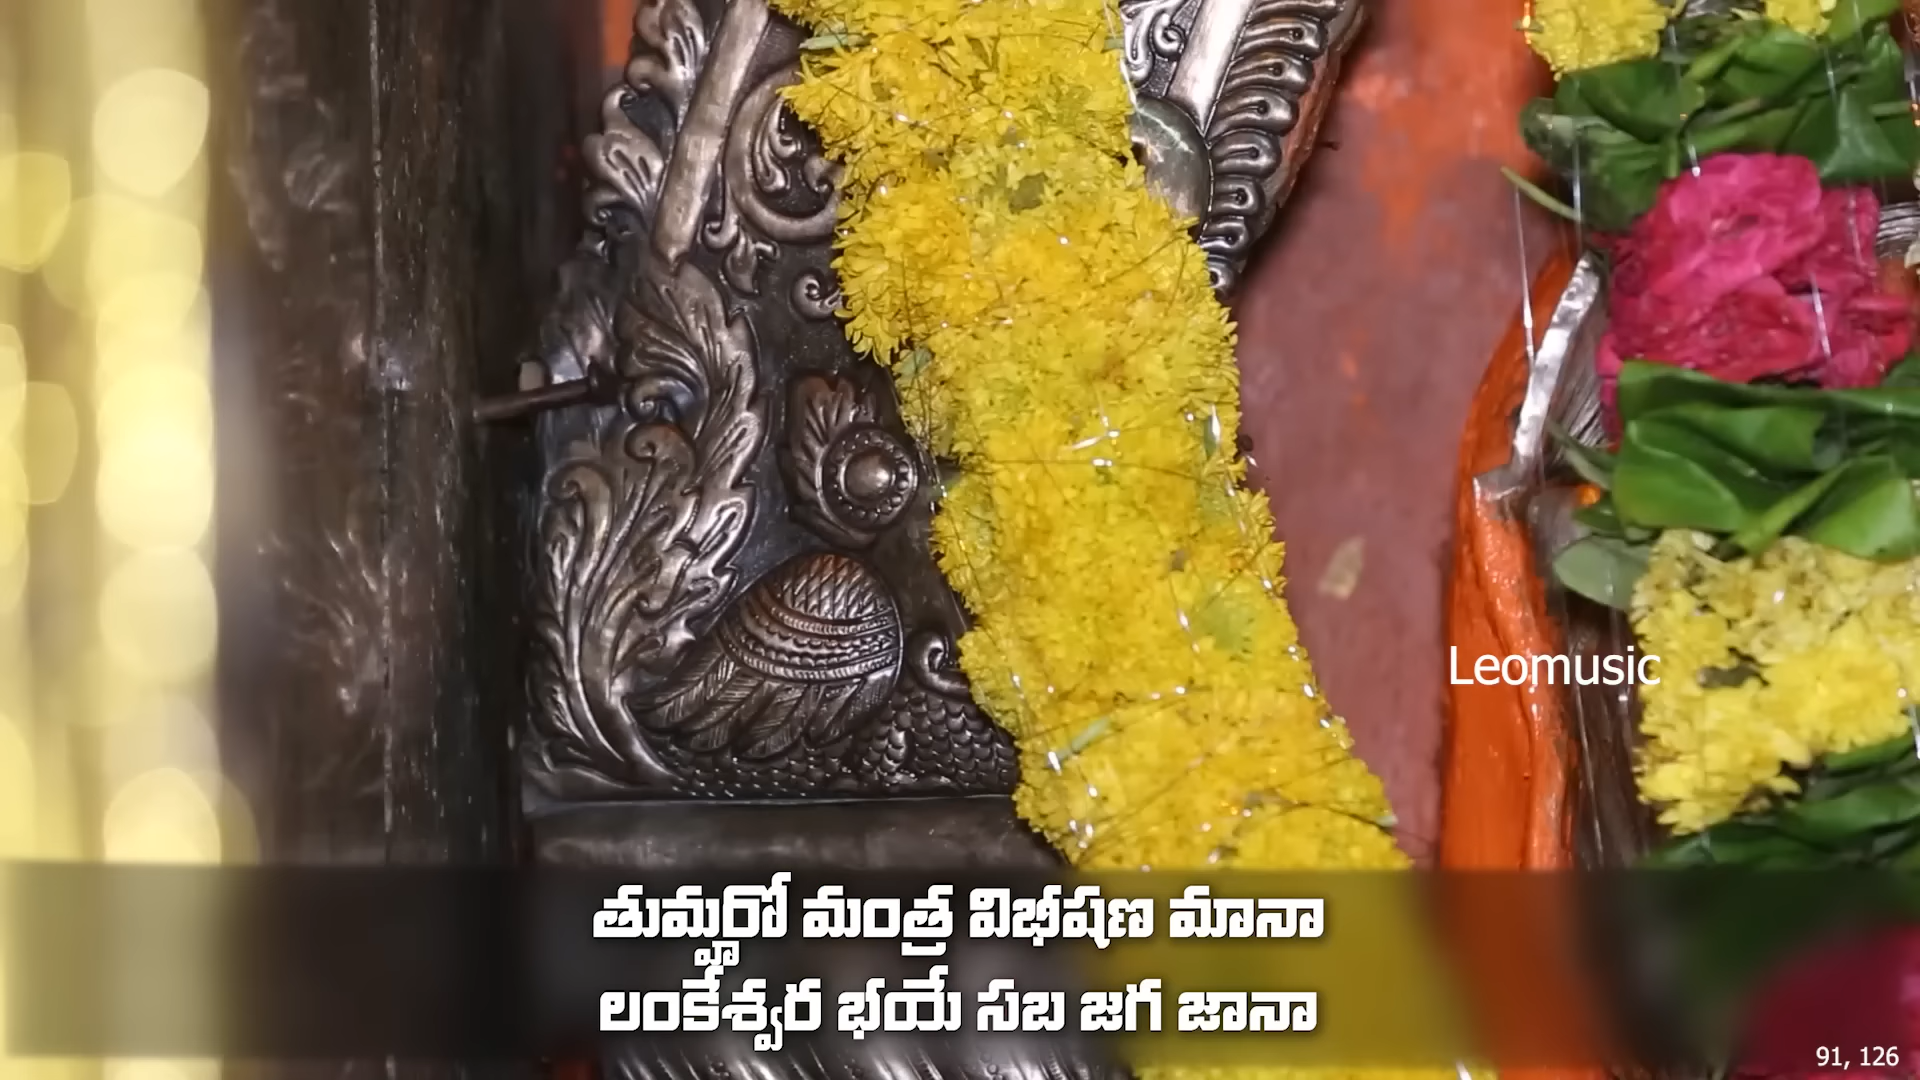 Leomusic
తుమ్హరో మంత్ర విభీషణ మానా
లంకేశ్వర భయే సబ జగ జానా
91, 126